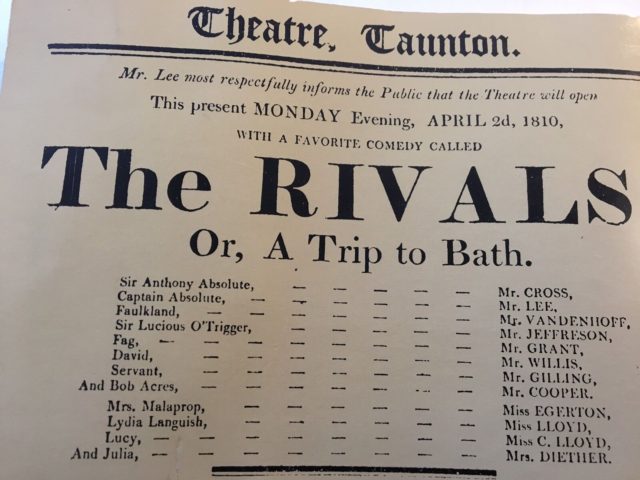 Theatre, Taunton.
Mr. Lee most respectfully informs the Public that the Theatre will open
This present MONDAY Evening, APRIL 2d, 1810,
WITH A FAVORITE COMEDY CALLED
The RIVALS
Or, A Trip to Bath.
Sir Anthony Absolute, — — — — — Mr. CROSS,
Captain Absolute, — — — — — — Mr. LEE,
Faulkland, — — — — — — — Mr. VANDENHOFF,
Sir Lucious O'Trigger, — — — — — Mr. JEFFRESON,
Fag, — — — — — — — — Mr. GRANT,
David, — — — — — — — Mr. WILLIS,
Servant, — — — — — — — Mr. GILLING,
And Bob Acres, — — — — — — — Mr. COOPER.
Mrs. Malaprop, — — — — — — — Miss EGERTON,
Lydia Languish, — — — — — — Miss LLOYD,
Lucy, — — — — — — — — — Miss C. LLOYD,
And Julia, — — — — — — — — Mrs. DIETHER.